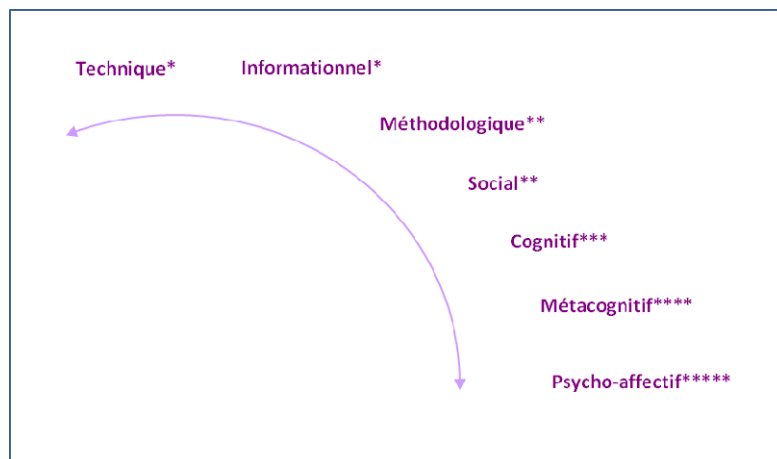 Technique* Informationnel*
Méthodologique**
Social**
Cognitif***
Métacognitif****
Psycho-affectif*****